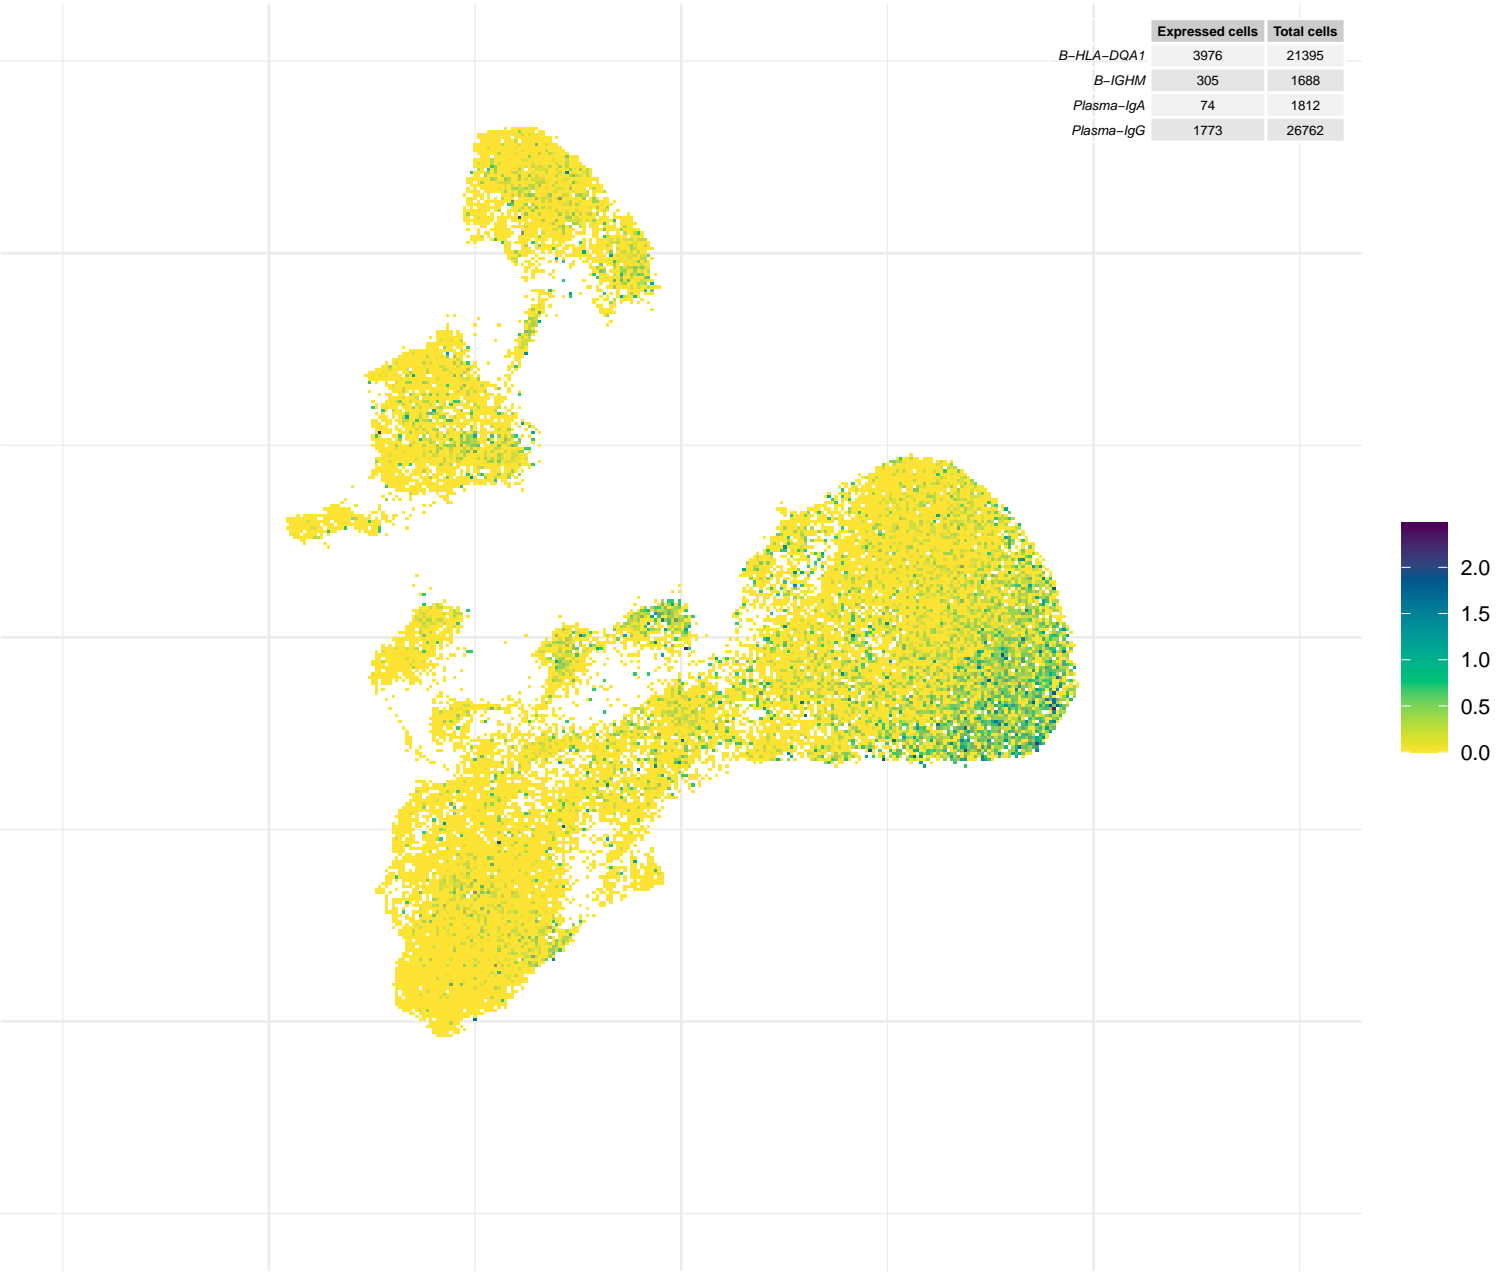 Expressed cells Total cells
B−HLA−DQA1 3976 21395
B−IGHM 305 1688
Plasma−IgA 74 1812
Plasma−IgG 1773 26762
2.0
1.5
1.0
0.5
0.0